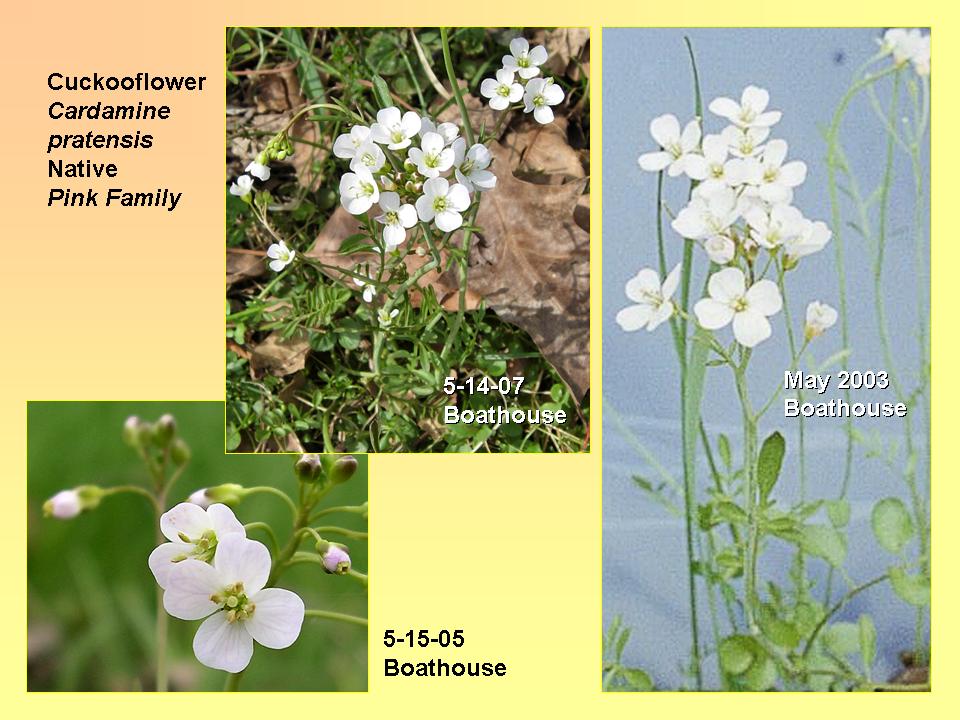 Cuckooflower
Cardamine
pratensis
Native
Pink Family
5-14-07
Boathouse
May 2003
Boathouse
5-15-05
Boathouse